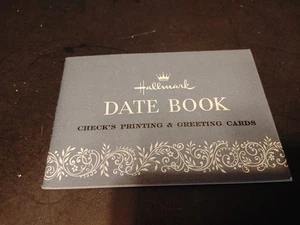 Hallmark
DATE BOOK
CHECK'S PRINTING & GREETING CARDS